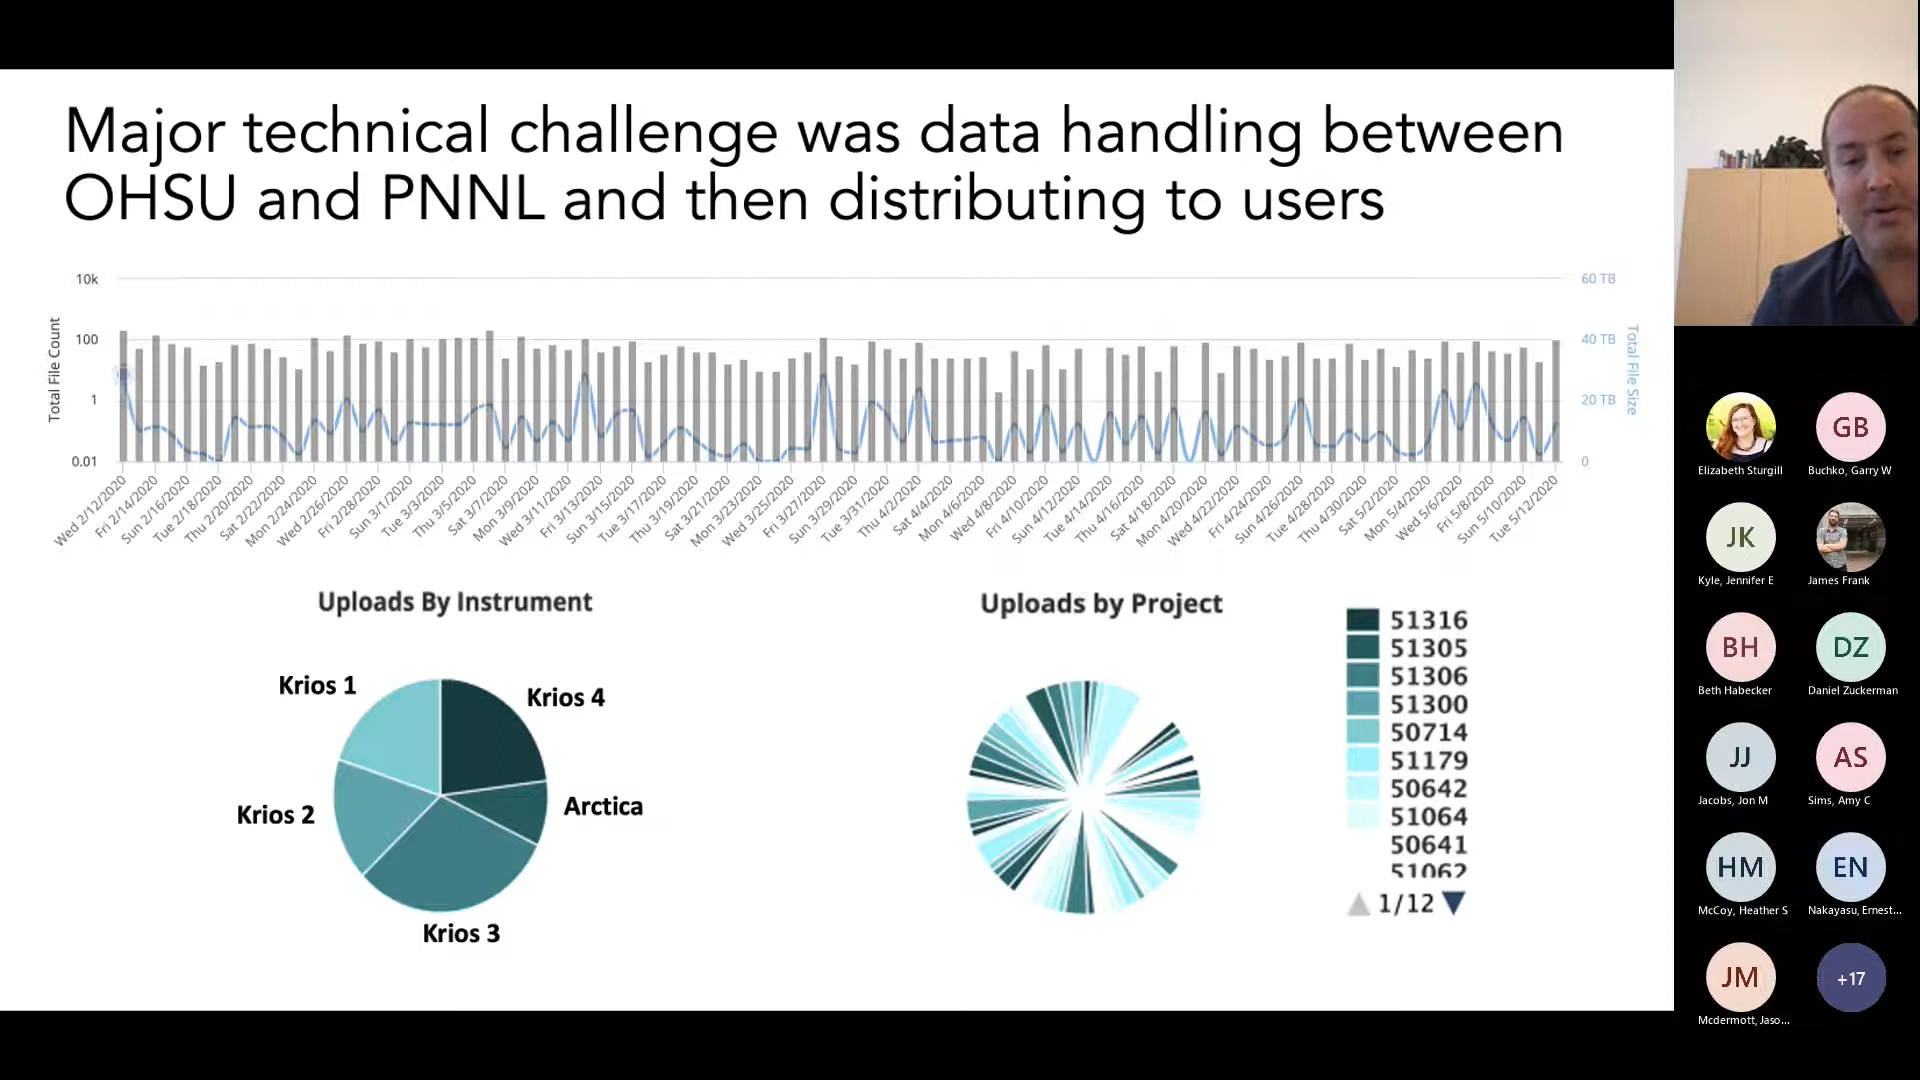 Major technical challenge was data handling between
OHSU and PNNL and then distributing to users
10k
100
1
0.01
Total File Count
60 TB
40 TB
20 TB
0
Total File Size
Wed 2/12/2020
Fri 2/14/2020
Sun 2/16/2020
Tue 2/18/2020
Thu 2/20/2020
Sat 2/22/2020
Mon 2/24/2020
Wed 2/26/2020
Fri 2/28/2020
Sun 3/1/2020
Tue 3/3/2020
Thu 3/5/2020
Sat 3/7/2020
Mon 3/9/2020
Wed 3/11/2020
Fri 3/13/2020
Sun 3/15/2020
Tue 3/17/2020
Thu 3/19/2020
Sat 3/21/2020
Mon 3/23/2020
Wed 3/25/2020
Fri 3/27/2020
Sun 3/29/2020
Tue 3/31/2020
Thu 4/2/2020
Sat 4/4/2020
Mon 4/6/2020
Wed 4/8/2020
Fri 4/10/2020
Sun 4/12/2020
Tue 4/14/2020
Thu 4/16/2020
Sat 4/18/2020
Mon 4/20/2020
Wed 4/22/2020
Fri 4/24/2020
Sun 4/26/2020
Tue 4/28/2020
Thu 4/30/2020
Sat 5/2/2020
Mon 5/4/2020
Wed 5/6/2020
Fri 5/8/2020
Sun 5/10/2020
Tue 5/12/2020
Uploads By Instrument
Krios 1
Krios 4
Krios 2
Arctica
Krios 3
Uploads by Project
51316
51305
51306
51300
50714
51179
50642
51064
50641
51062
1/12
Elizabeth Sturgill
GB
Buchko, Garry W
JK
Kyle, Jennifer E
James Frank
BH
Beth Habecker
DZ
Daniel Zuckerman
JJ
Jacobs, Jon M
AS
Sims, Amy C
HM
McCoy, Heather S
EN
Nakayasu, Ernest...
JM
Mcdermott, Jaso...
+17